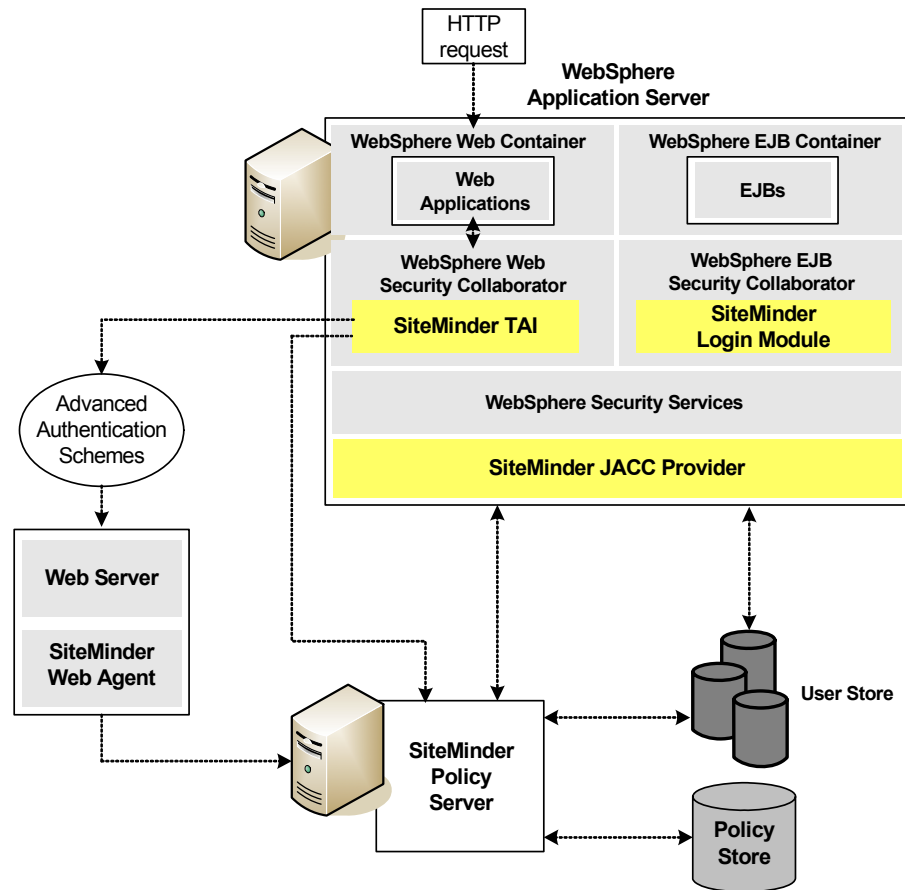 HTTP
request
WebSphere
Application Server
WebSphere Web Container
WebSphere EJB Container
Web
Applications
EJBs
WebSphere Web
Security Collaborator
WebSphere EJB
Security Collaborator
SiteMinder TAI
SiteMinder
Login Module
WebSphere Security Services
SiteMinder JACC Provider
Advanced
Authentication
Schemes
Web Server
SiteMinder
Web Agent
SiteMinder
Policy
Server
User Store
Policy
Store